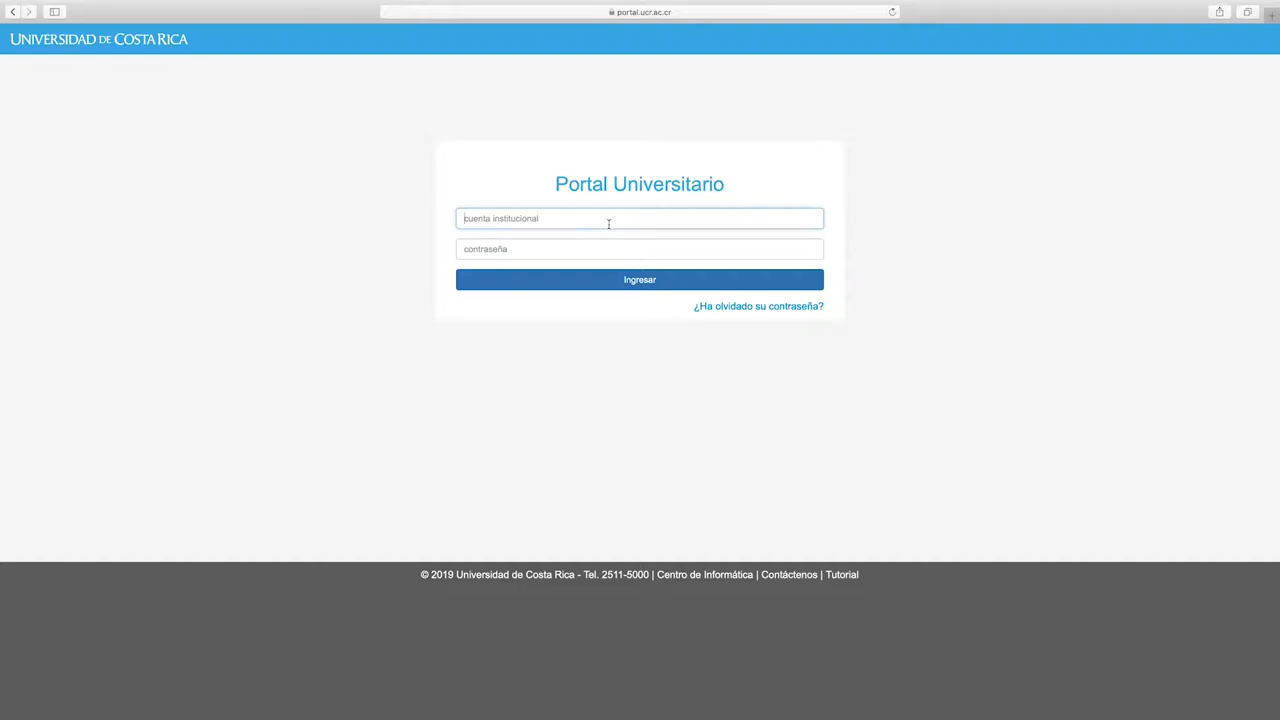 portal.ucr.ac.cr
UNIVERSIDAD DE COSTA RICA
Portal Universitario
cuenta institucional
contraseña
Ingresar
¿Ha olvidado su contraseña?
© 2019 Universidad de Costa Rica - Tel. 2511-5000 | Centro de Informática | Contáctenos | Tutorial